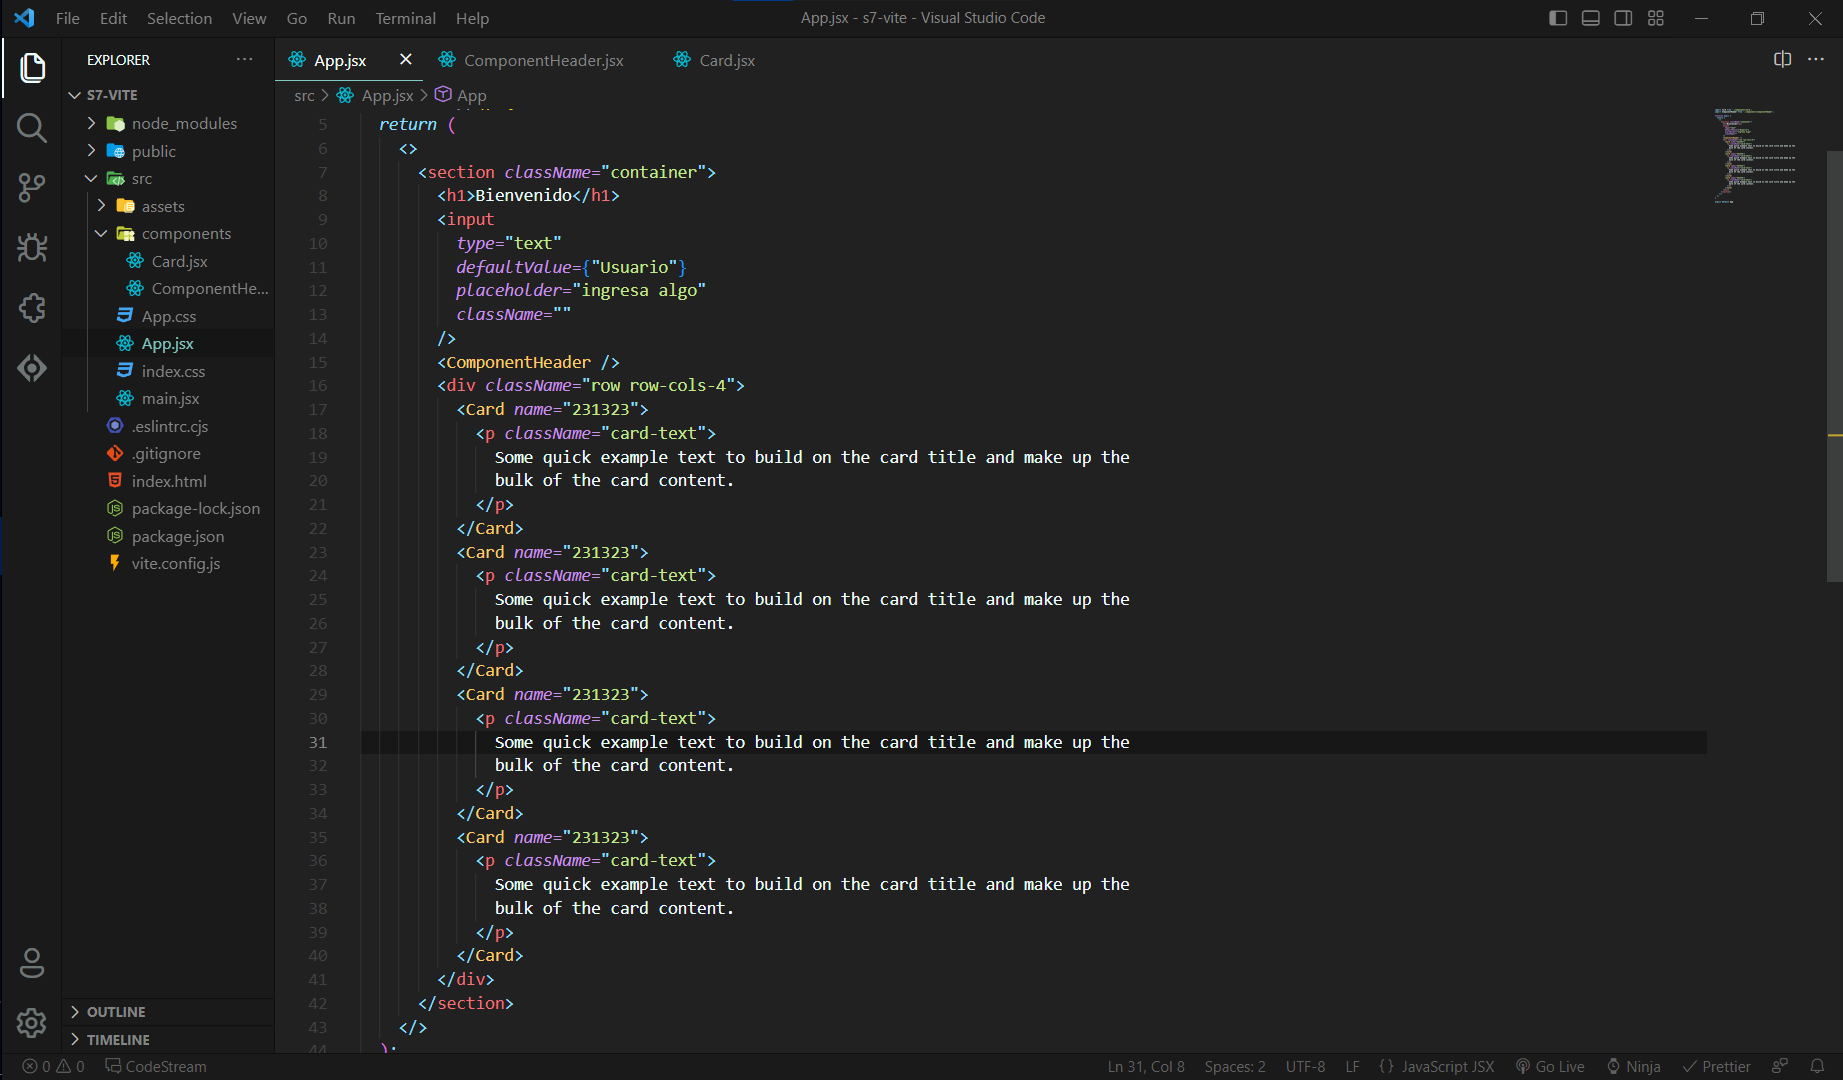 File Edit Selection View Go Run Terminal Help
App.jsx - s7-vite - Visual Studio Code
EXPLORER
S7-VITE
node_modules
public
src
assets
components
Card.jsx
ComponentHe...
App.css
App.jsx
index.css
main.jsx
.eslintrc.cjs
.gitignore
index.html
package-lock.json
package.json
vite.config.js
OUTLINE
TIMELINE
App.jsx ComponentHeader.jsx Card.jsx
src > App.jsx > App
5 return (
6 <>
7 <section className="container">
8 <h1>Bienvenido</h1>
9 <input
10 type="text"
11 defaultValue={"Usuario"}
12 placeholder="ingresa algo"
13 className=""
14 />
15 <ComponentHeader />
16 <div className="row row-cols-4">
17 <Card name="231323">
18 <p className="card-text">
19 Some quick example text to build on the card title and make up the
20 bulk of the card content.
21 </p>
22 </Card>
23 <Card name="231323">
24 <p className="card-text">
25 Some quick example text to build on the card title and make up the
26 bulk of the card content.
27 </p>
28 </Card>
29 <Card name="231323">
30 <p className="card-text">
31 Some quick example text to build on the card title and make up the
32 bulk of the card content.
33 </p>
34 </Card>
35 <Card name="231323">
36 <p className="card-text">
37 Some quick example text to build on the card title and make up the
38 bulk of the card content.
39 </p>
40 </Card>
41 </div>
42 </section>
43 </>
44 );
0 0 CodeStream
Ln 31, Col 8 Spaces: 2 UTF-8 LF {} JavaScript JSX Go Live Ninja Prettier